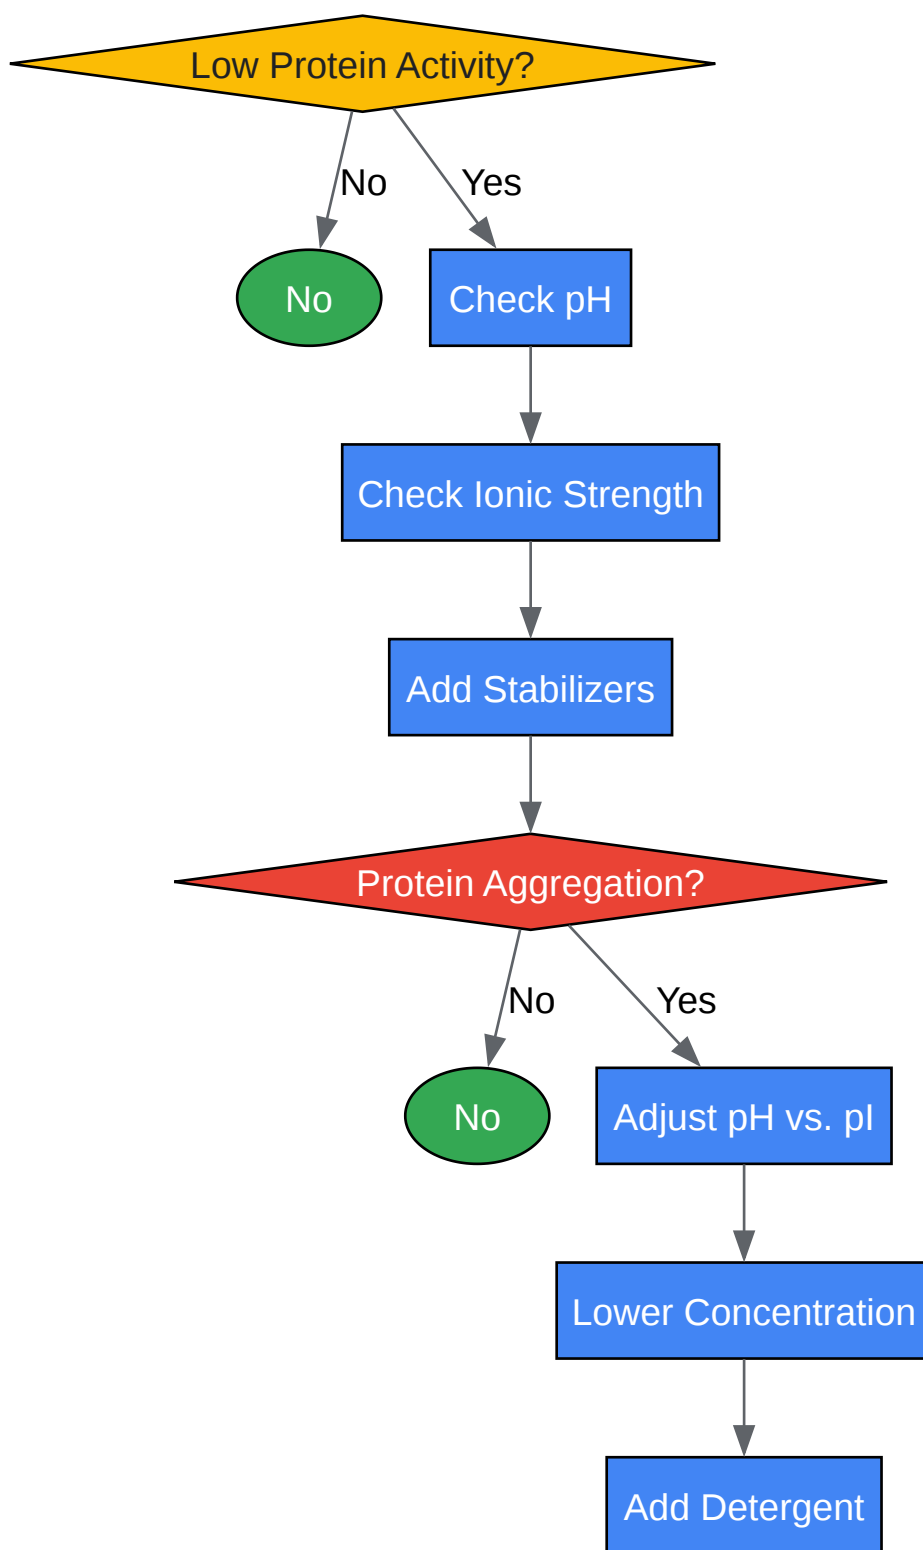 Low Protein Activity?
No
Yes
No
Check pH
Check Ionic Strength
Add Stabilizers
Protein Aggregation?
No
Yes
No
Adjust pH vs. pI
Lower Concentration
Add Detergent